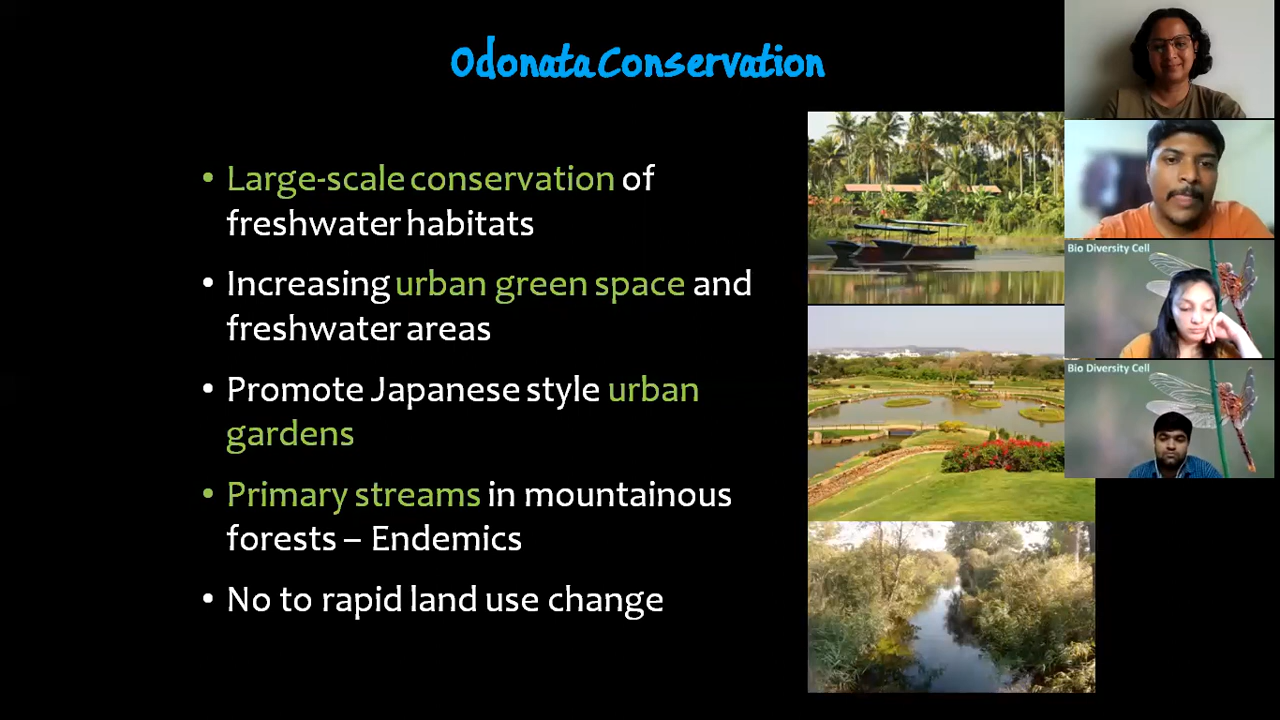 Odonata Conservation
• Large-scale conservation of
freshwater habitats
• Increasing urban green space and
freshwater areas
• Promote Japanese style urban
gardens
• Primary streams in mountainous
forests – Endemics
• No to rapid land use change
Bio Diversity Cell
Bio Diversity Cell